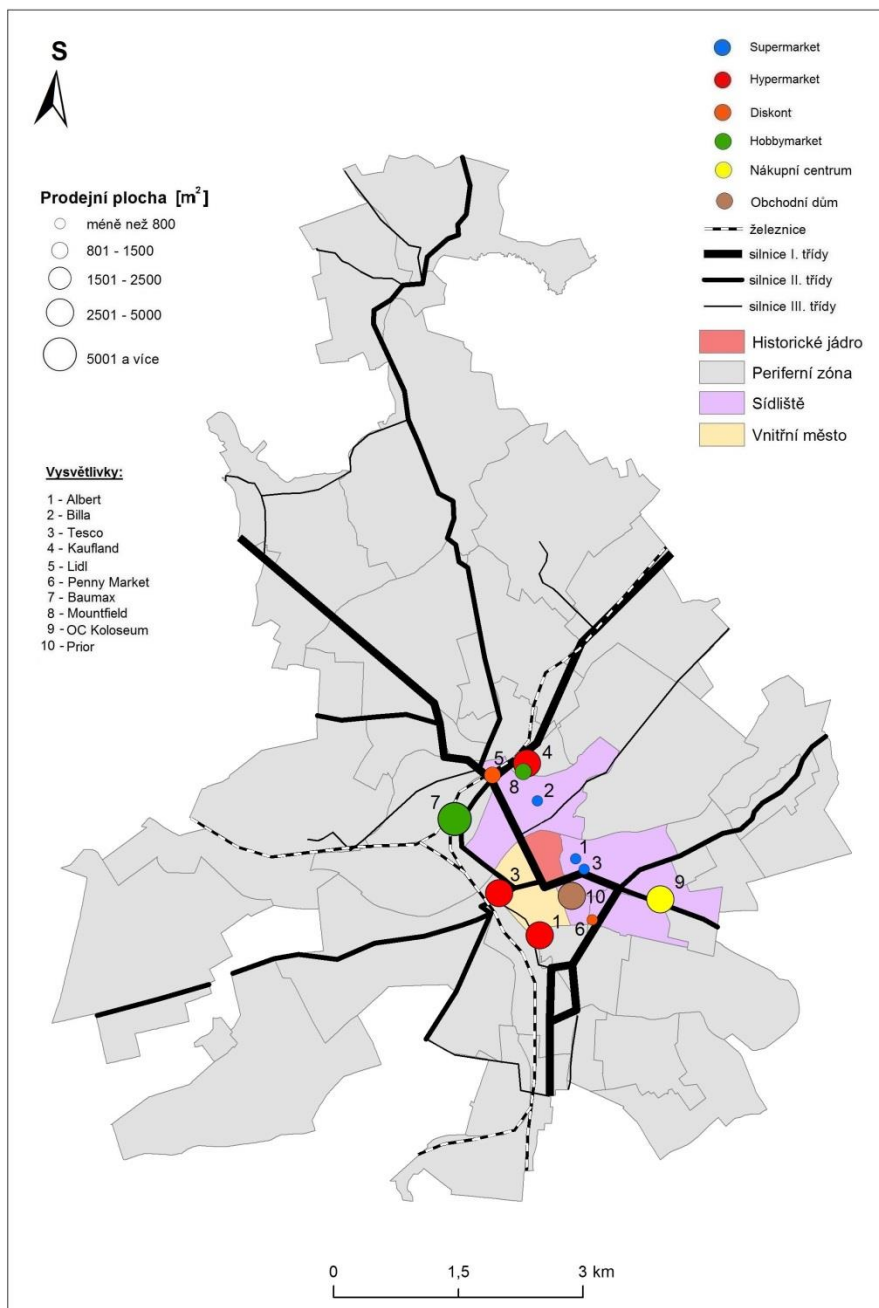 S
Supermarket
Hypermarket
Diskont
Hobbymarket
Nákupní centrum
Obchodní dům
železnice
silnice I. třídy
silnice II. třídy
silnice III. třídy
Historické jádro
Periferní zóna
Sídliště
Vnitřní město
Prodejní plocha [m²]
méně než 800
801 - 1500
1501 - 2500
2501 - 5000
5001 a více
Vysvětlivky:
1 - Albert
2 - Billa
3 - Tesco
4 - Kaufland
5 - Lidl
6 - Penny Market
7 - Baumax
8 - Mountfield
9 - OC Koloseum
10 - Prior
5
4
8
2
7
1
3
9
3
10
6
1
0 1,5 3 km